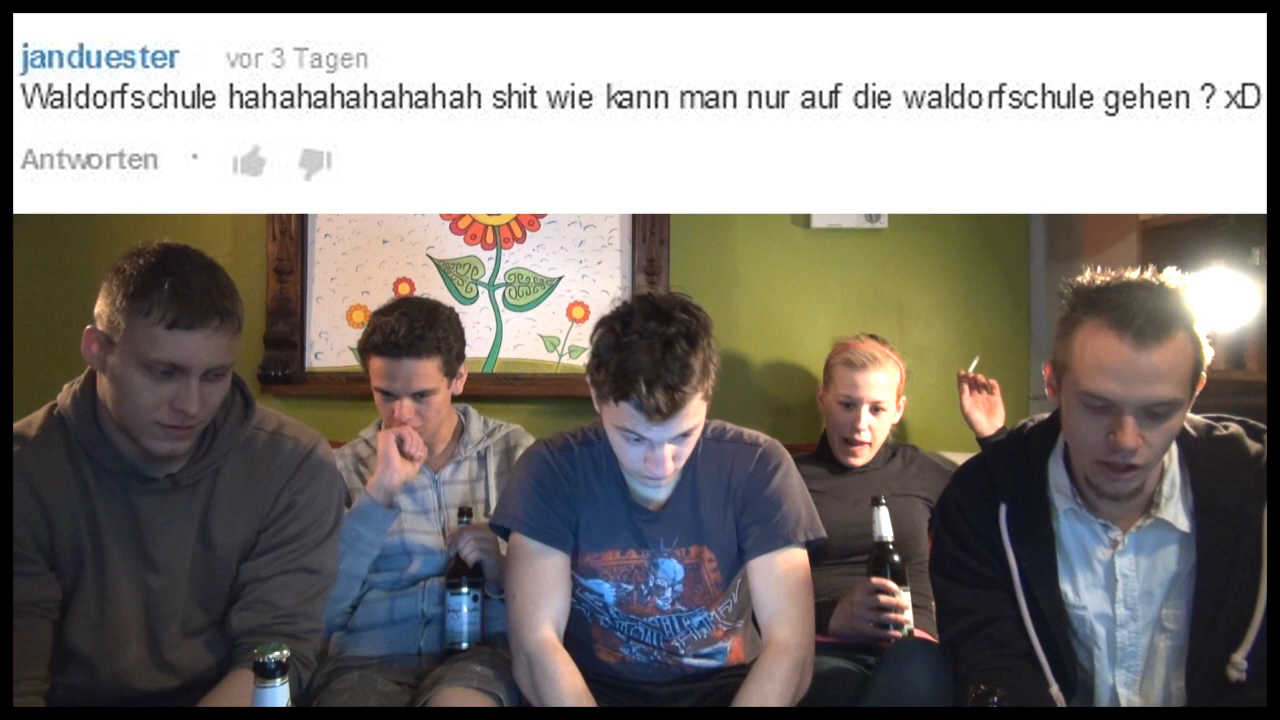 janduester vor 3 Tagen
Waldorfschule hahahahahahahah shit wie kann man nur auf die waldorfschule gehen ? xD
Antworten ·